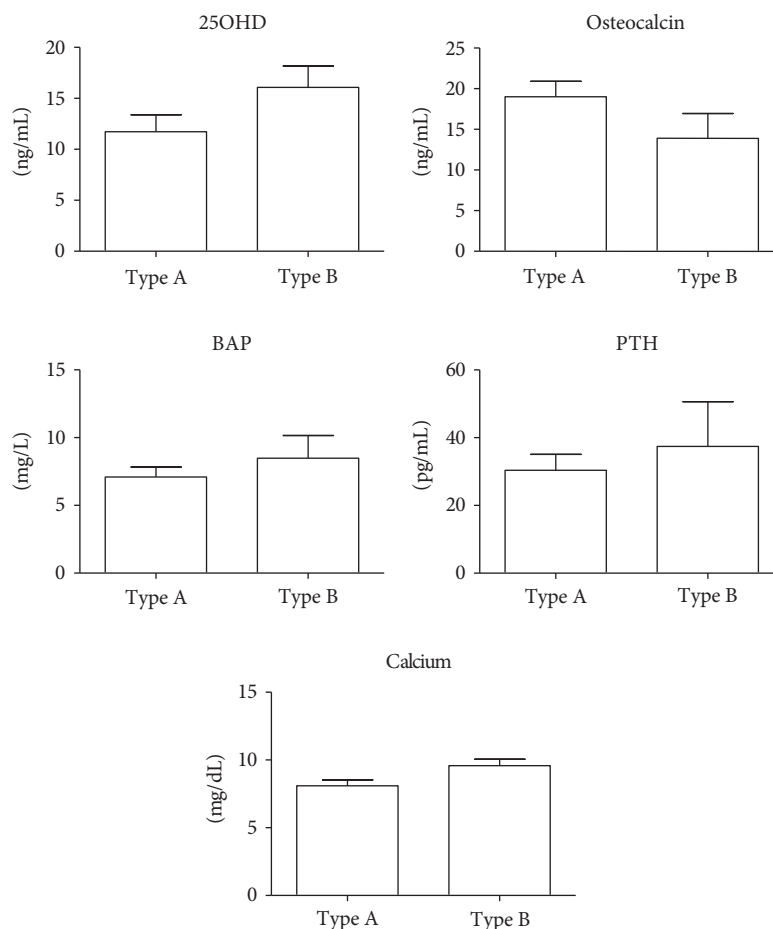 25OHD
20
15
10
5
0
(ng/mL)
Type A Type B
Osteocalcin
25
20
15
10
5
0
(ng/mL)
Type A Type B
BAP
15
10
5
0
(mg/L)
Type A Type B
PTH
60
40
20
0
(pg/mL)
Type A Type B
Calcium
15
10
5
0
(mg/dL)
Type A Type B